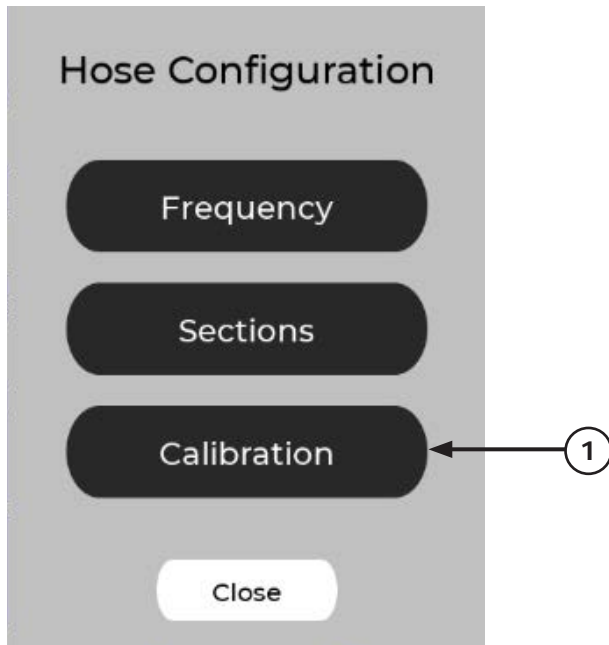 Hose Configuration
Frequency
Sections
Calibration
1
Close